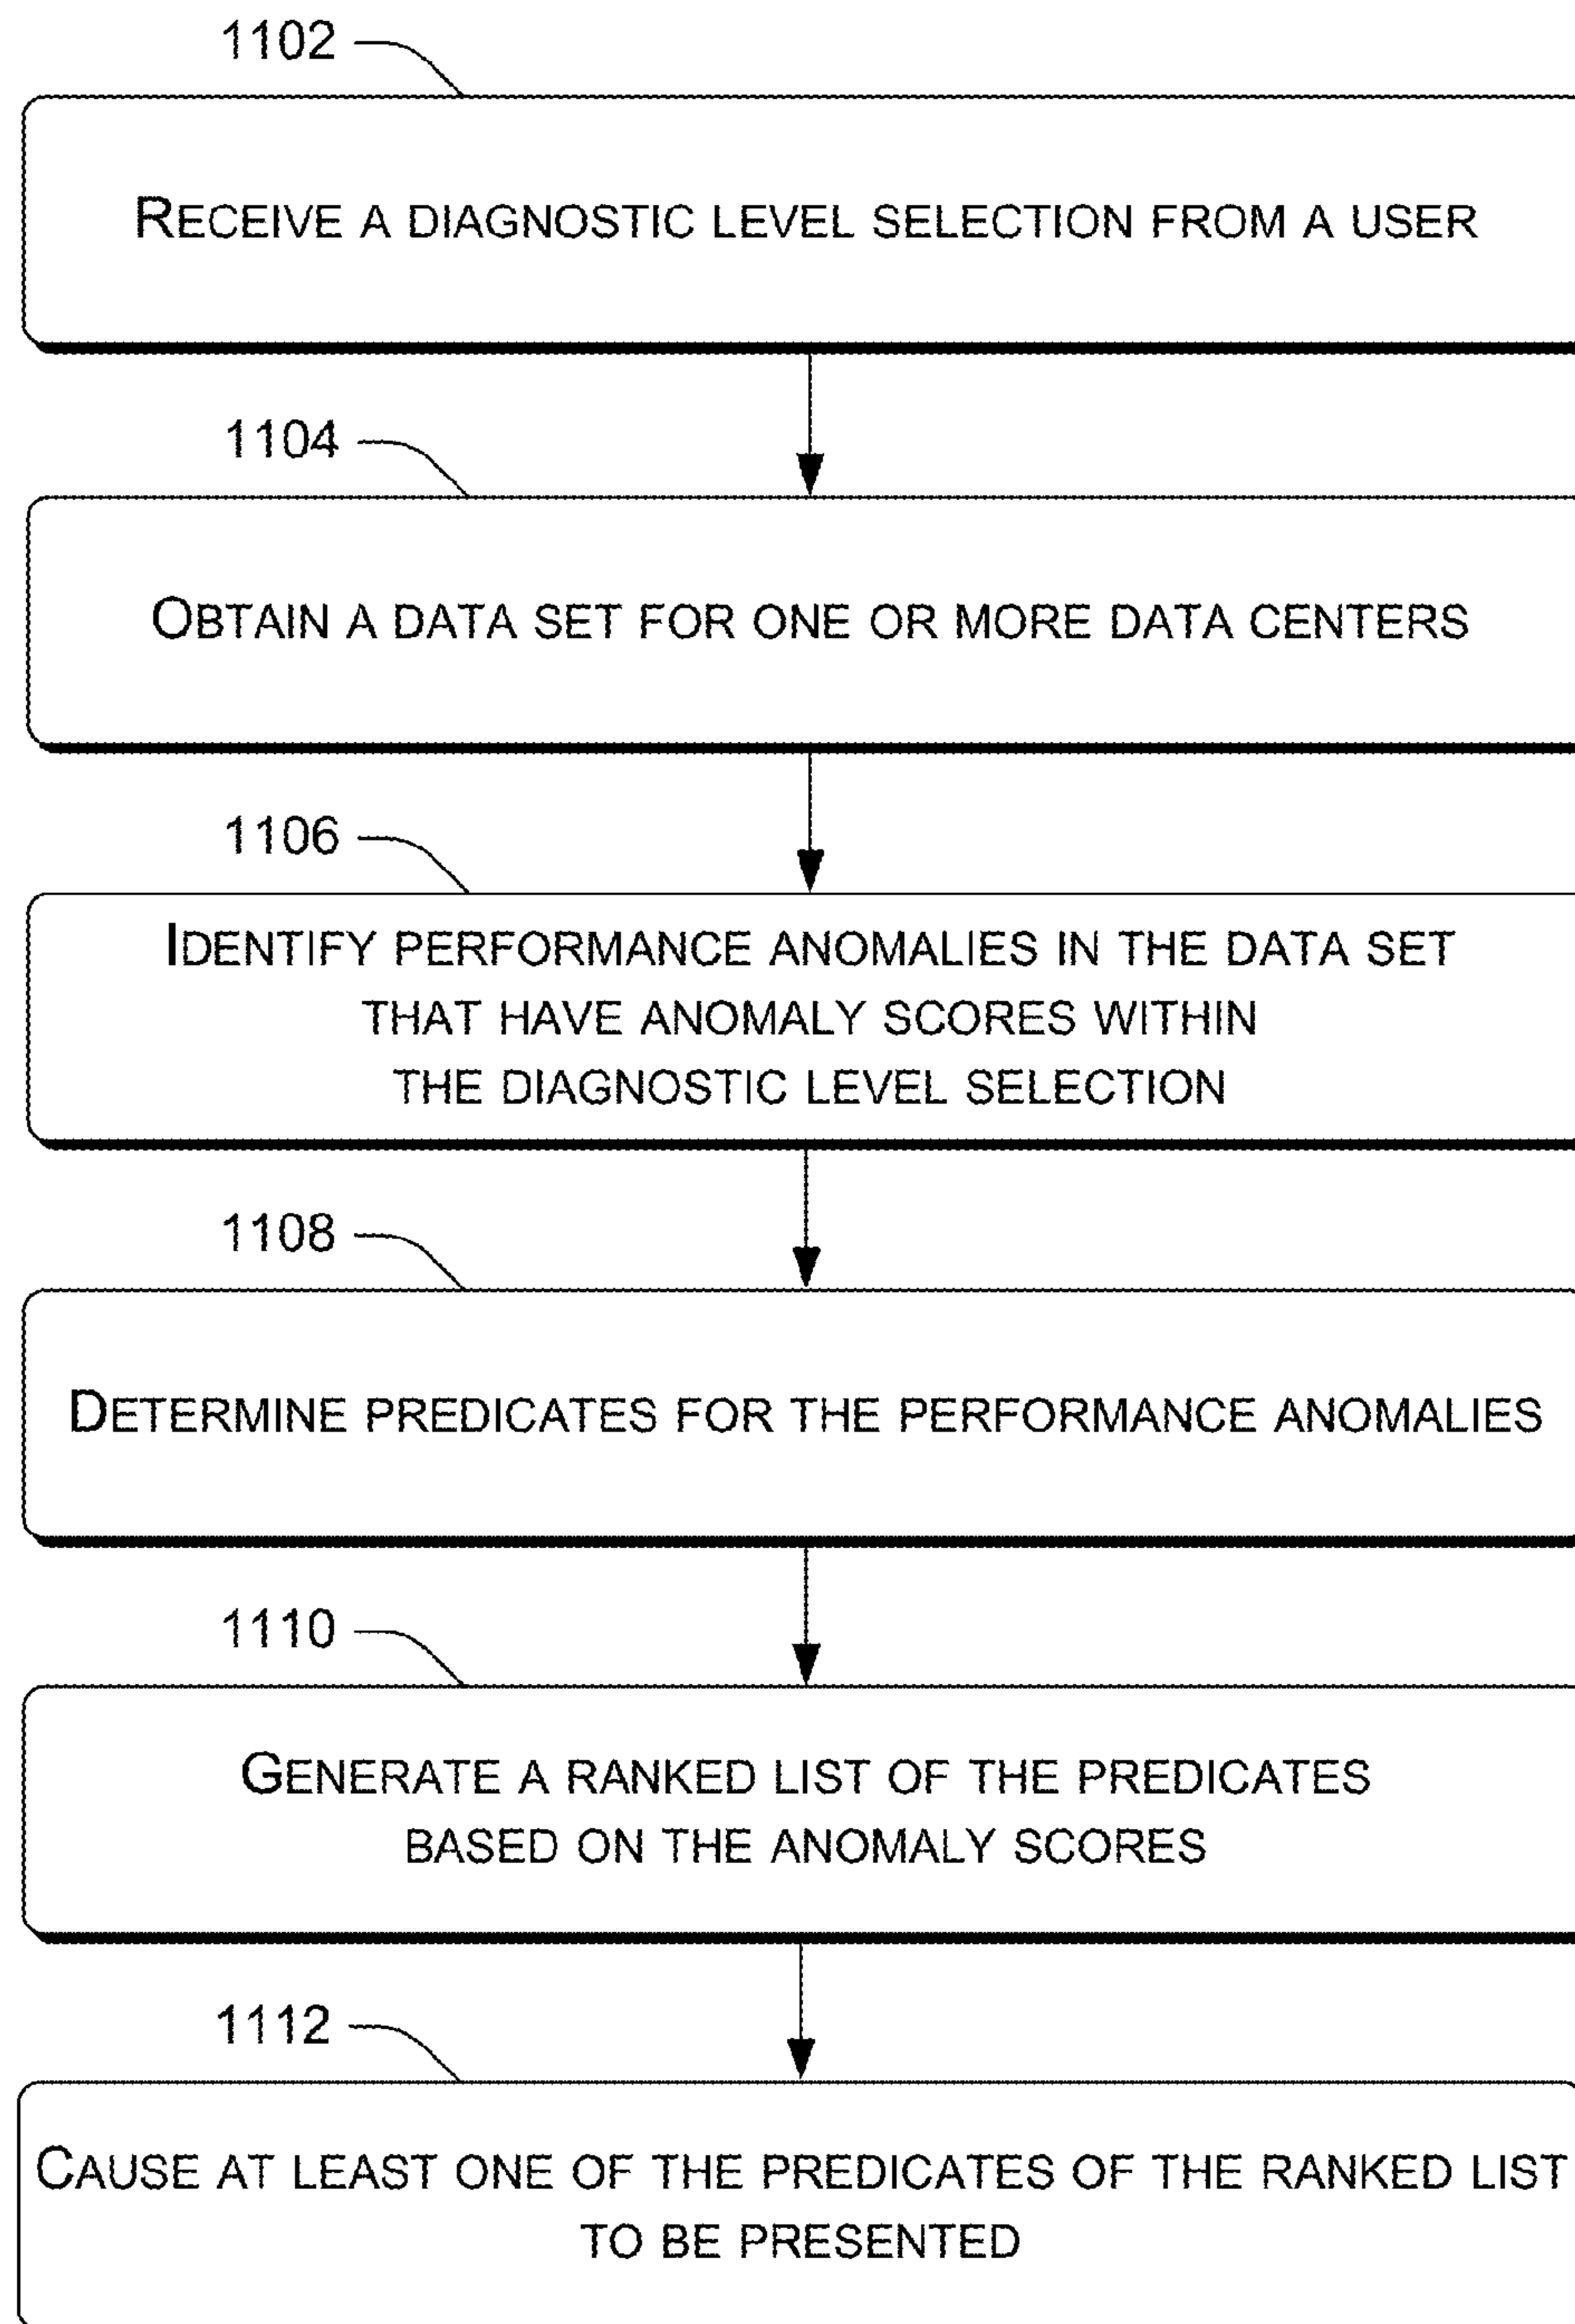 1102
RECEIVE A DIAGNOSTIC LEVEL SELECTION FROM A USER
1104
OBTAIN A DATA SET FOR ONE OR MORE DATA CENTERS
1106
IDENTIFY PERFORMANCE ANOMALIES IN THE DATA SET
THAT HAVE ANOMALY SCORES WITHIN
THE DIAGNOSTIC LEVEL SELECTION
1108
DETERMINE PREDICATES FOR THE PERFORMANCE ANOMALIES
1110
GENERATE A RANKED LIST OF THE PREDICATES
BASED ON THE ANOMALY SCORES
1112
CAUSE AT LEAST ONE OF THE PREDICATES OF THE RANKED LIST
TO BE PRESENTED